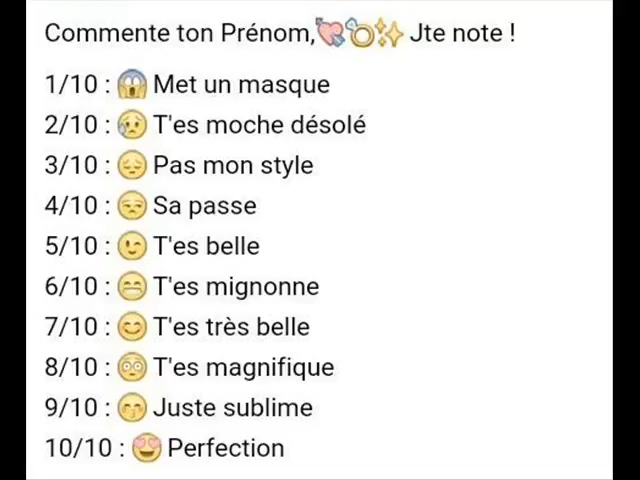 Commente ton Prénom,💘💍✨ Jte note !
1/10 : 😱 Met un masque
2/10 : 😢 T'es moche désolé
3/10 : 😔 Pas mon style
4/10 : 😒 Sa passe
5/10 : 😉 T'es belle
6/10 : 😁 T'es mignonne
7/10 : 😊 T'es très belle
8/10 : 😳 T'es magnifique
9/10 : 😙 Juste sublime
10/10 : 😍 Perfection